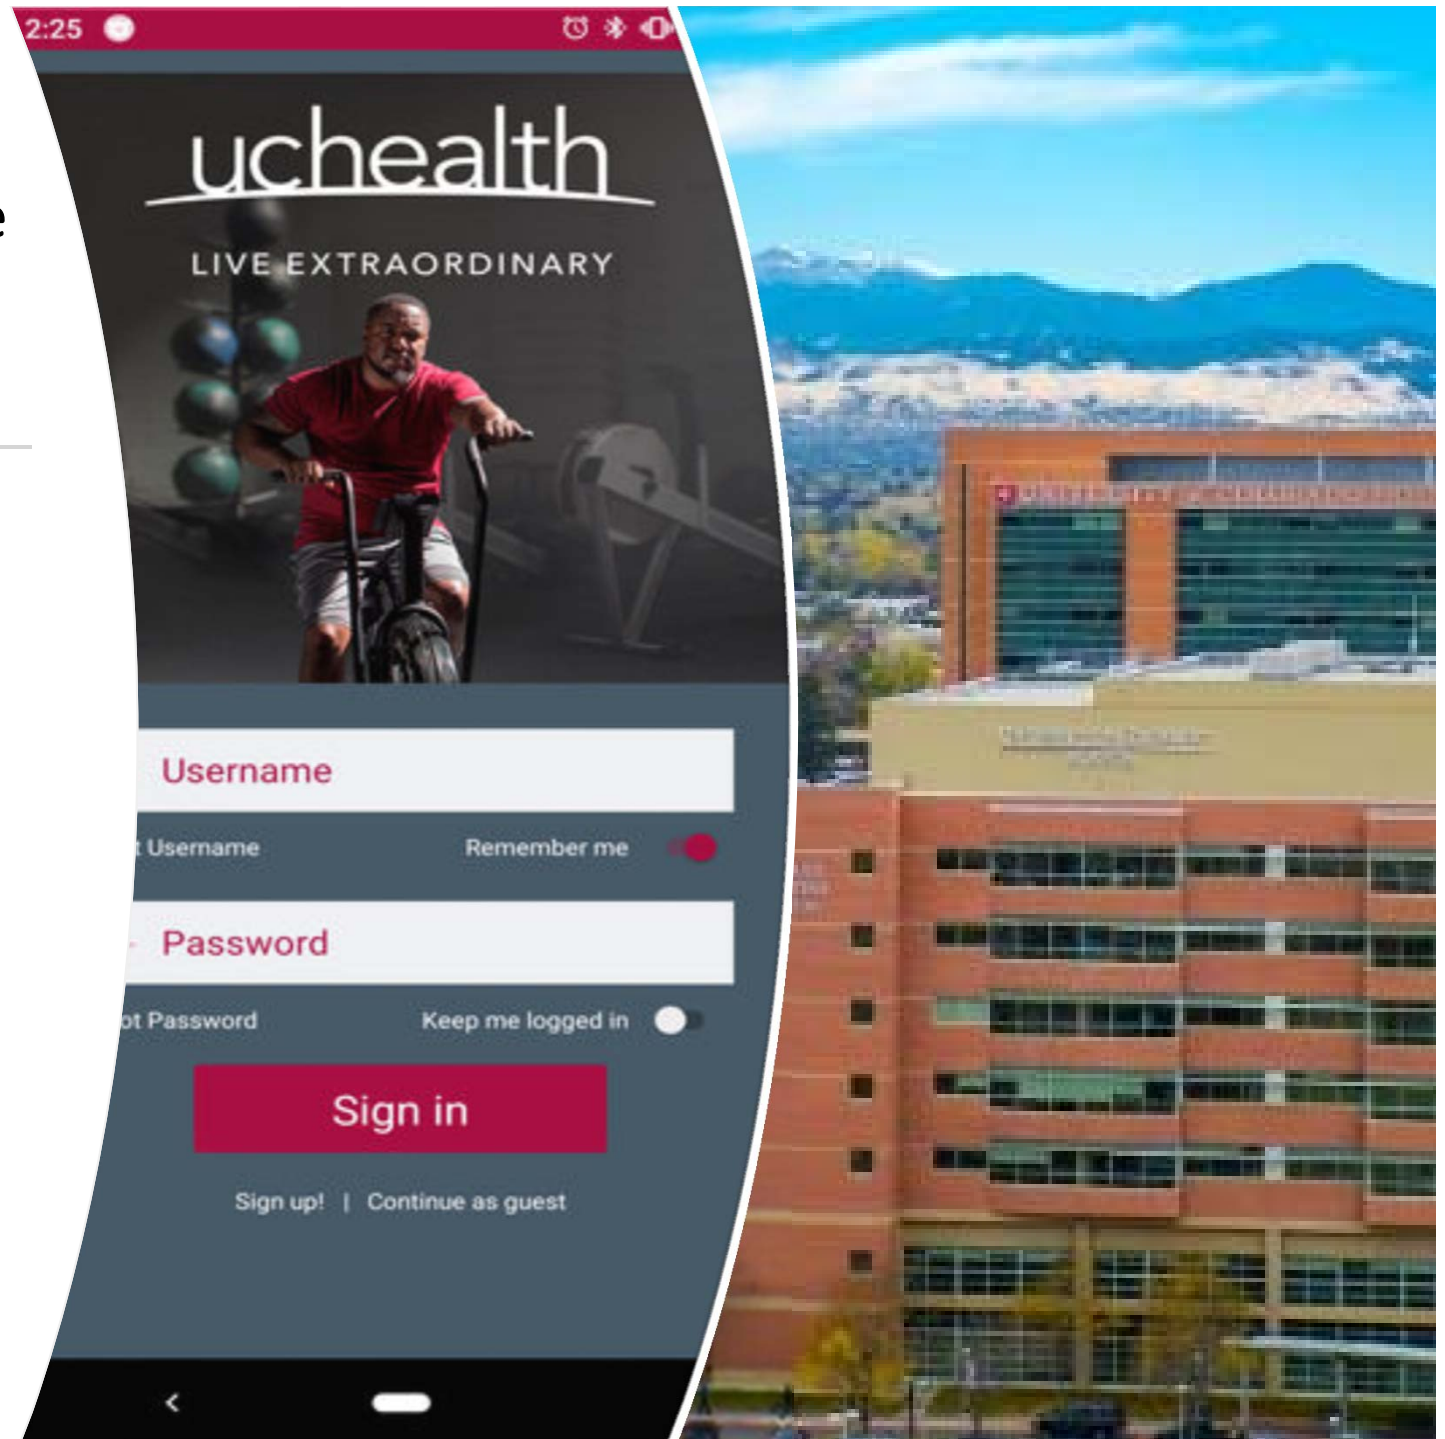 2:25
e
uchealth
LIVE EXTRAORDINARY
Username
t Username
Remember me
Password
ot Password
Keep me logged in
Sign in
Sign up! | Continue as guest